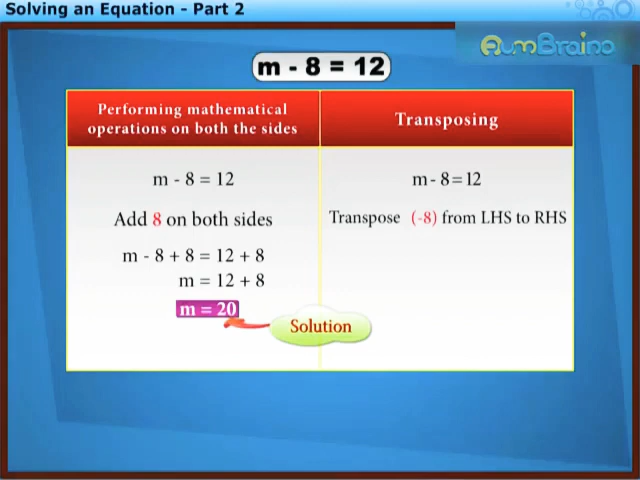 Solving an Equation - Part 2
AumBraino
m - 8 = 12
Performing mathematical
operations on both the sides
m - 8 = 12
Add 8 on both sides
m - 8 + 8 = 12 + 8
m = 12 + 8
m = 20
Solution
Transposing
m - 8 = 12
Transpose (-8) from LHS to RHS